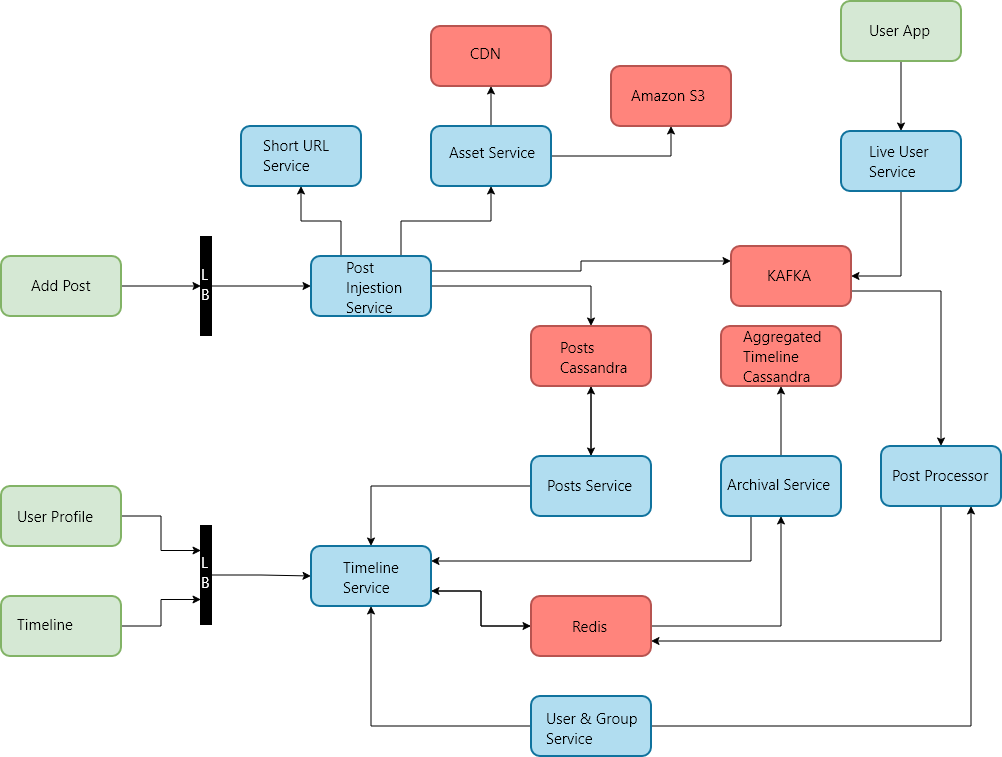 CDN
User App
Amazon S3
Short URL
Service
Asset Service
Live User
Service
Add Post
L
B
Post
Injestion
Service
KAFKA
Posts
Cassandra
Aggregated
Timeline
Cassandra
User Profile
Posts Service
Archival Service
Post Processor
L
B
Timeline
Service
Timeline
Redis
User & Group
Service